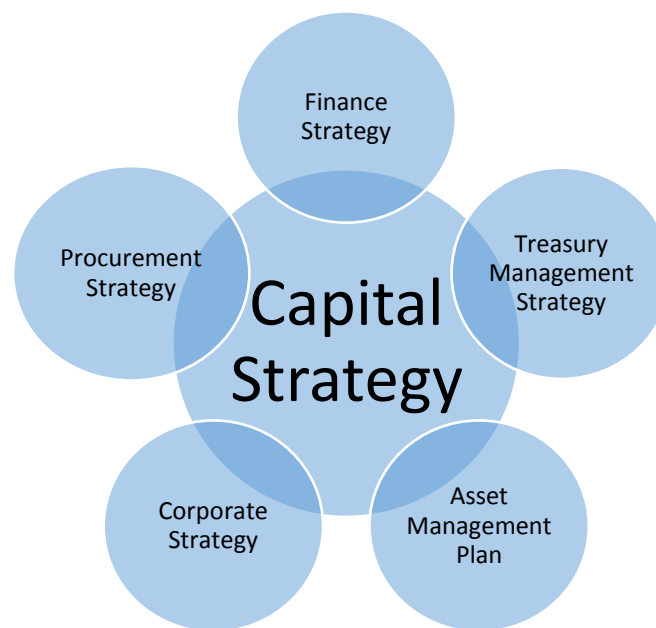 Finance
Strategy
Procurement
Strategy
Treasury
Management
Strategy
Capital
Strategy
Corporate
Strategy
Asset
Management
Plan